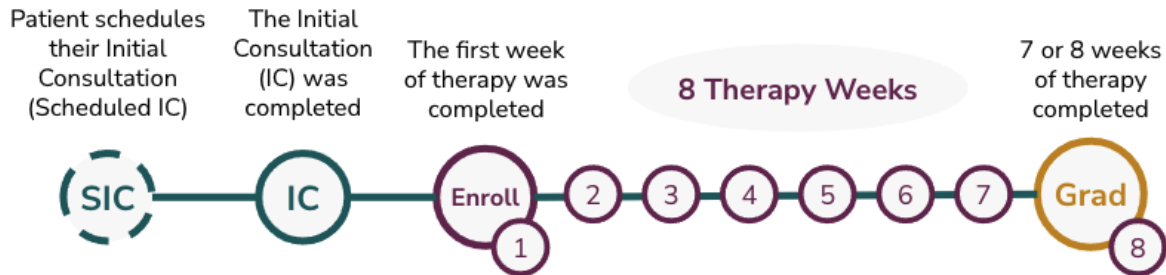 Patient schedules
their Initial
Consultation
(Scheduled IC)
The Initial
Consultation
(IC) was
completed
The first week
of therapy was
completed
8 Therapy Weeks
7 or 8 weeks
of therapy
completed
SIC
IC
Enroll
1
2
3
4
5
6
7
Grad
8